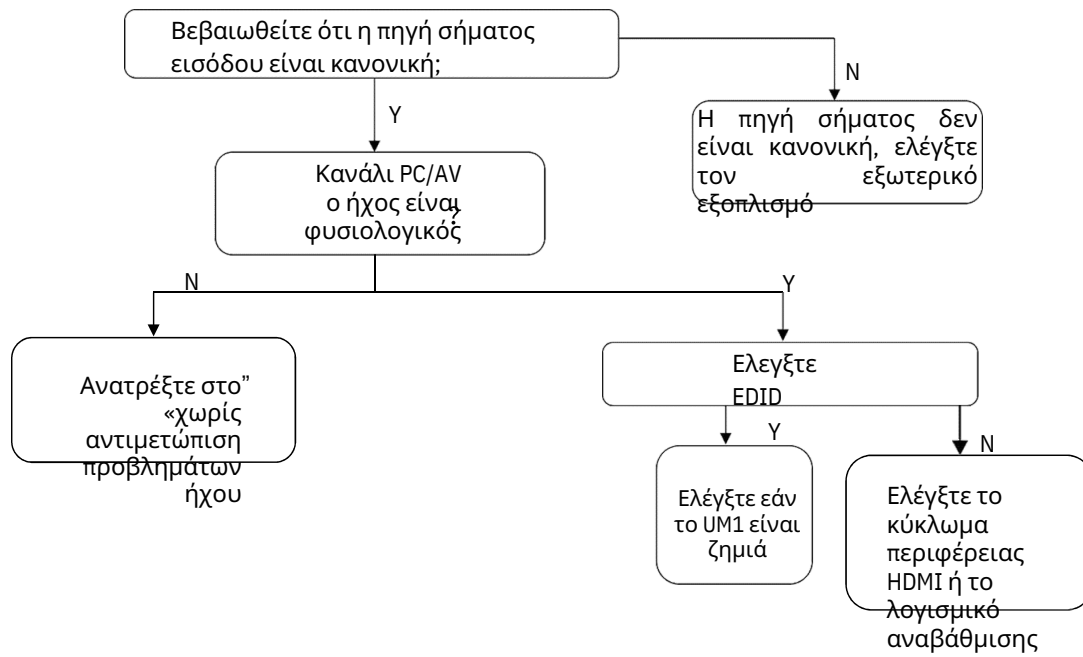 Βεβαιωθείτε ότι η πηγή σήματος
εισόδου είναι κανονική;
N
Y
Η πηγή σήματος δεν
είναι κανονική, ελέγξτε
τον εξωτερικό
εξοπλισμό
Κανάλι PC/AV
ο ήχος είναι
φυσιολογικός?
N
Y
Ανατρέξτε στο”
«χωρίς
αντιμετώπιση
προβλημάτων
ήχου
Ελεγξτε
EDID
Y
N
Ελέγξτε εάν
το UM1 είναι
ζημιά
Ελέγξτε το
κύκλωμα
περιφέρειας
HDMI ή το
λογισμικό
αναβάθμισης